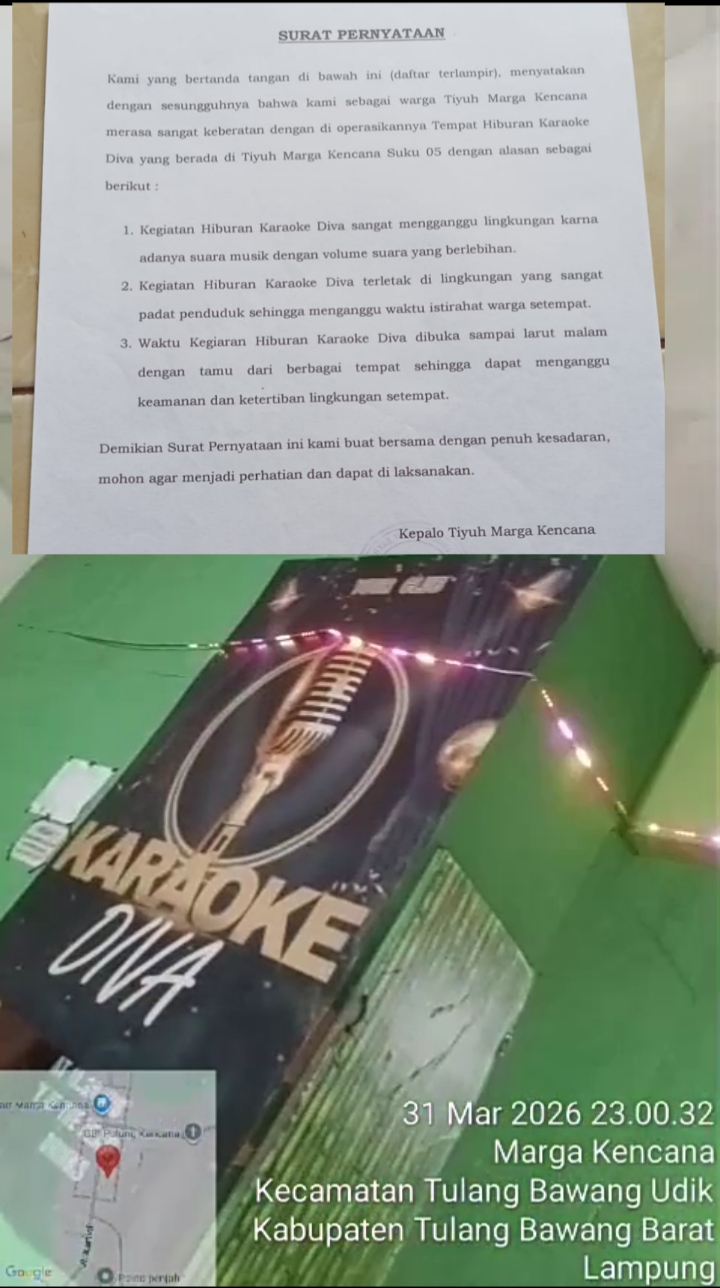 SURAT PERNYATAAN
Kami yang bertanda tangan di bawah ini (daftar terlampir), menyatakan
dengan sesungguhnya bahwa kami sebagai warga Tiyuh Marga Kencana
merasa sangat keberatan dengan di operasikannya Tempat Hiburan Karaoke
Diva yang berada di Tiyuh Marga Kencana Suku 05 dengan alasan sebagai
berikut :
1. Kegiatan Hiburan Karaoke Diva sangat mengganggu lingkungan karna
adanya suara musik dengan volume suara yang berlebihan.
2. Kegiatan Hiburan Karaoke Diva terletak di lingkungan yang sangat
padat penduduk sehingga menganggu waktu istirahat warga setempat.
3. Waktu Kegiaran Hiburan Karaoke Diva dibuka sampai larut malam
dengan tamu dari berbagai tempat sehingga dapat menganggu
keamanan dan ketertiban lingkungan setempat.
Demikian Surat Pernyataan ini kami buat bersama dengan penuh kesadaran,
mohon agar menjadi perhatian dan dapat di laksanakan.
Kepalo Tiyuh Marga Kencana
KARAOKE
DIVA
31 Mar 2026 23.00.32
Marga Kencana
Kecamatan Tulang Bawang Udik
Kabupaten Tulang Bawang Barat
Lampung
Google